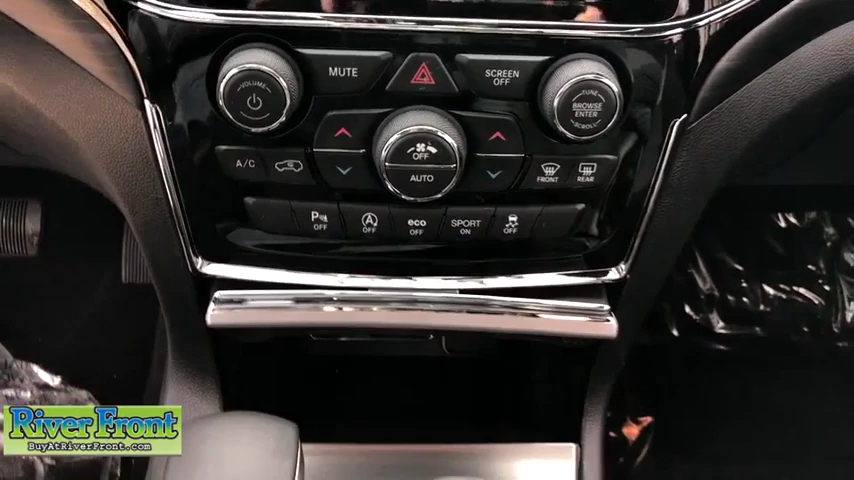 MUTE
SCREEN
OFF
VOLUME
TUNE
BROWSE
ENTER
SCROLL
OFF
AUTO
A/C
FRONT
REAR
P
OFF
A
OFF
eco
OFF
SPORT
ON
OFF
River Front
BuyAtRiverFront.com